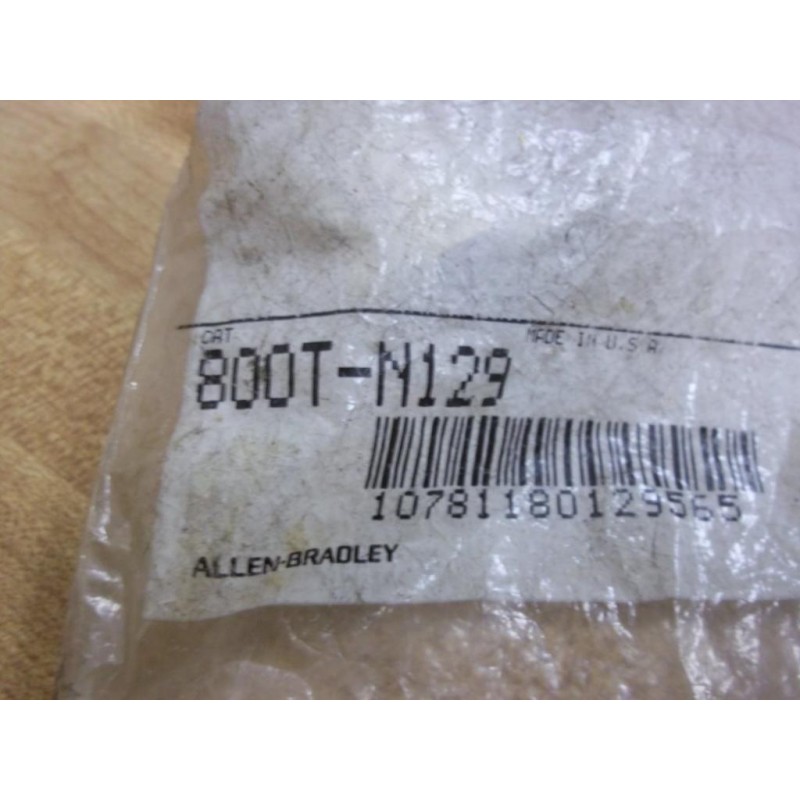 CAT MADE IN U.S.A.
800T-N129
10781180129565
ALLEN-BRADLEY